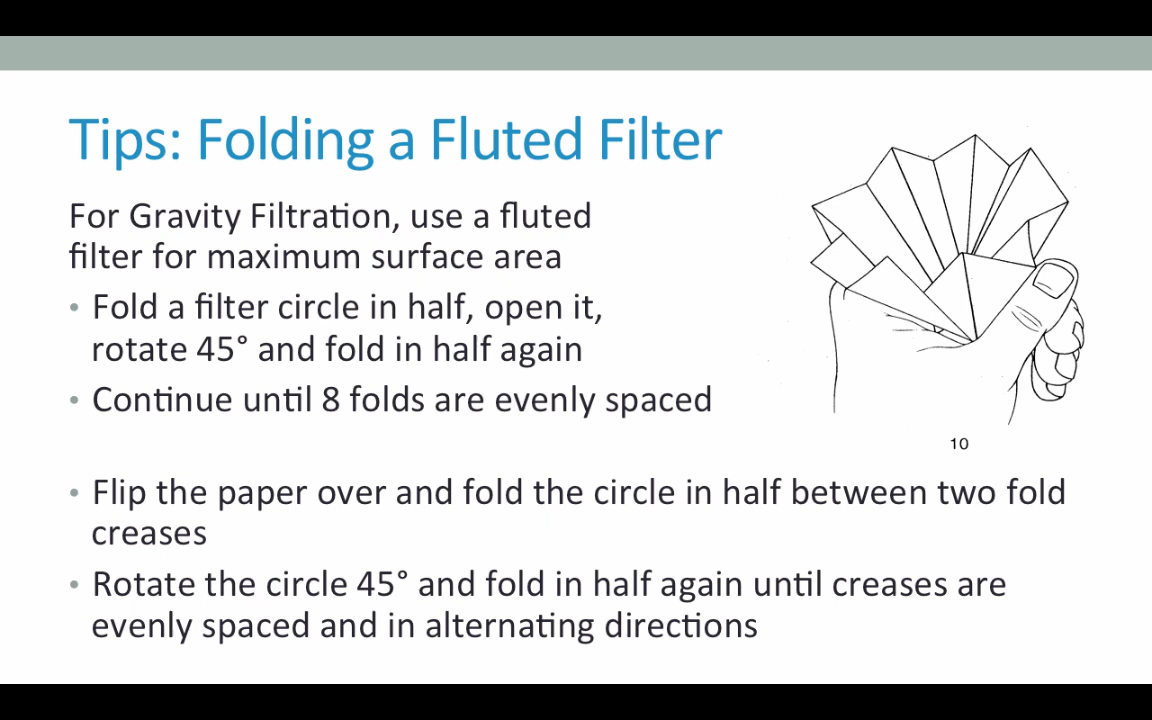 Tips: Folding a Fluted Filter
For Gravity Filtration, use a fluted
filter for maximum surface area
• Fold a filter circle in half, open it,
rotate 45° and fold in half again
• Continue until 8 folds are evenly spaced
10
• Flip the paper over and fold the circle in half between two fold
creases
• Rotate the circle 45° and fold in half again until creases are
evenly spaced and in alternating directions